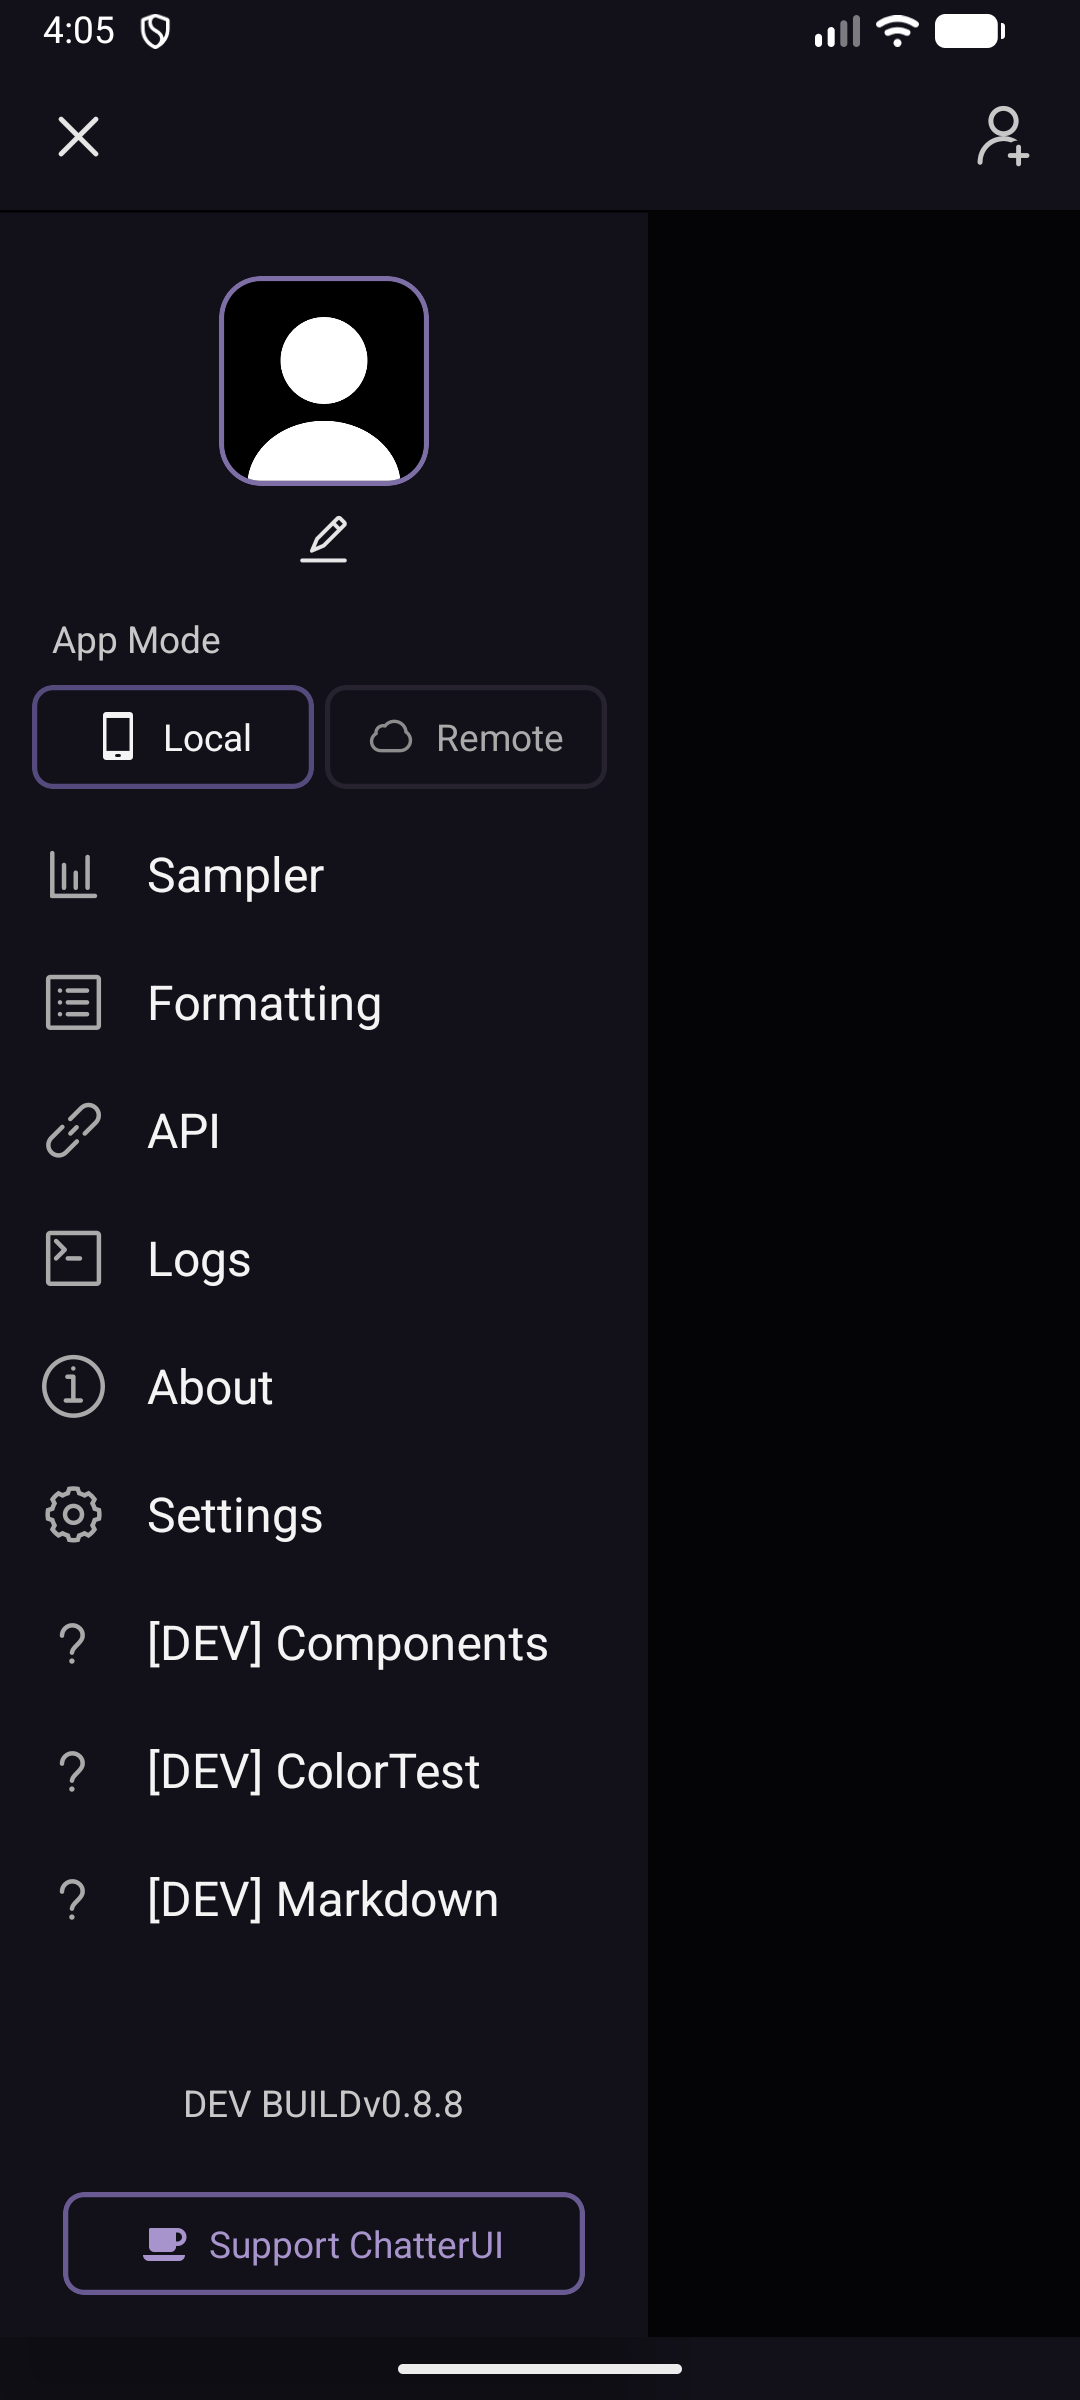 4:05
App Mode
Local
Remote
Sampler
Formatting
API
Logs
About
Settings
[DEV] Components
[DEV] ColorTest
[DEV] Markdown
DEV BUILDv0.8.8
Support ChatterUI